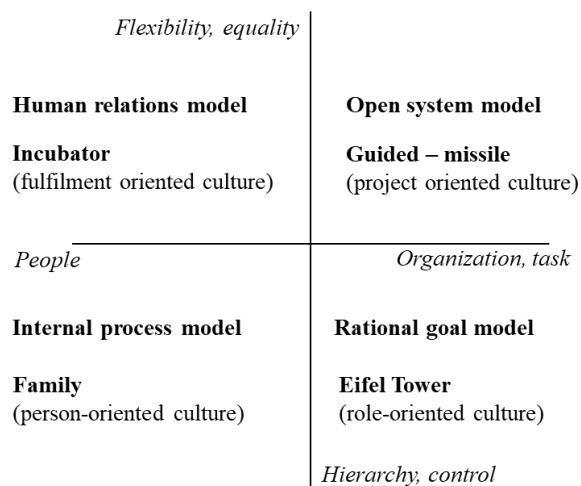 Flexibility, equality
Human relations model
Incubator
(fulfilment oriented culture)
Open system model
Guided – missile
(project oriented culture)
People
Organization, task
Internal process model
Family
(person-oriented culture)
Rational goal model
Eifel Tower
(role-oriented culture)
Hierarchy, control